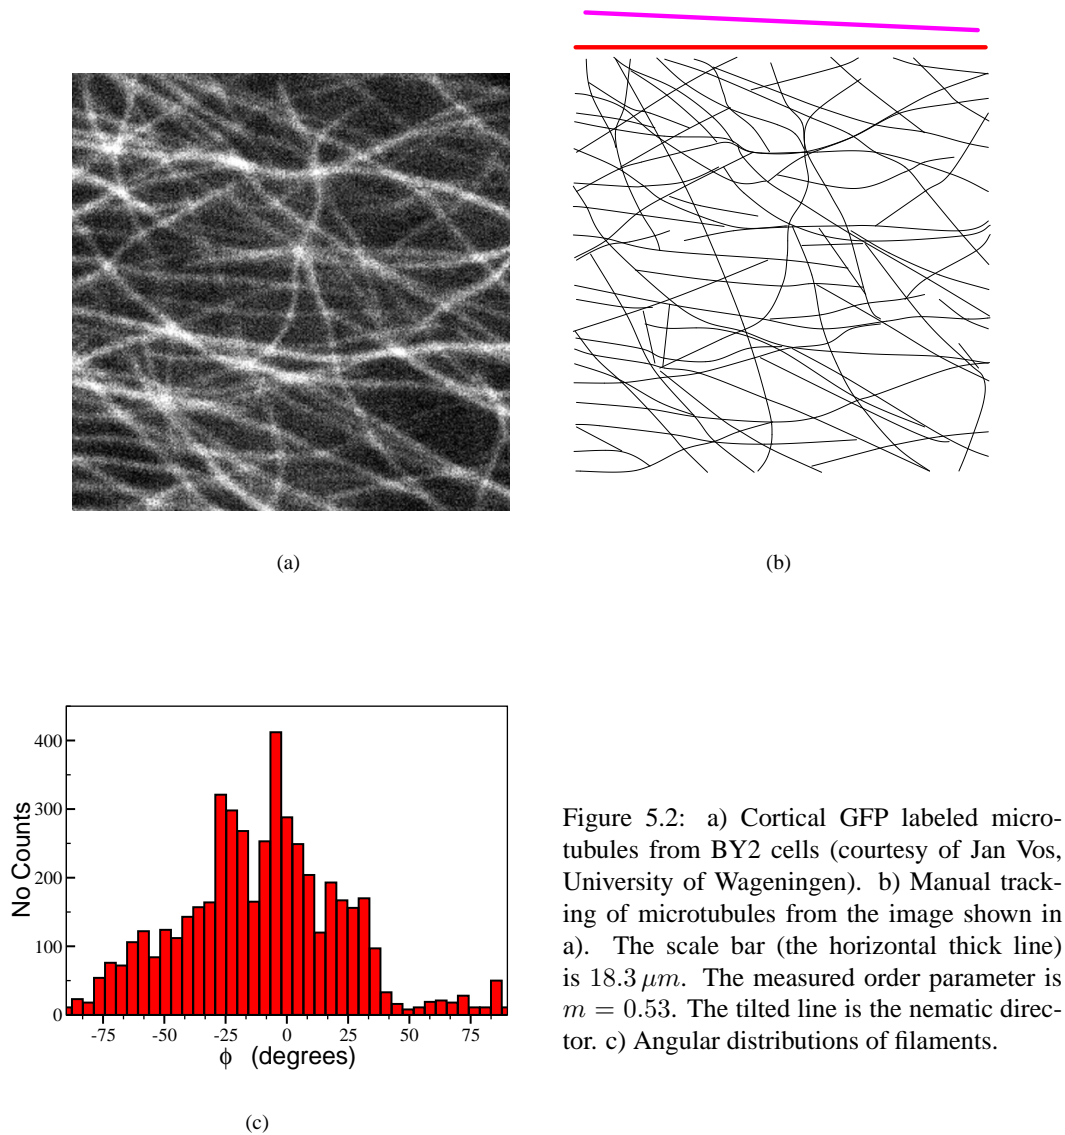 (a)
(b)
400
300
200
100
0
No Counts
-75
-50
-25
0
25
50
75
ϕ (degrees)
(c)
Figure 5.2: a) Cortical GFP labeled micro-
tubules from BY2 cells (courtesy of Jan Vos,
University of Wageningen). b) Manual track-
ing of microtubules from the image shown in
a). The scale bar (the horizontal thick line)
is 18.3 μm. The measured order parameter is
m = 0.53. The tilted line is the nematic direc-
tor. c) Angular distributions of filaments.